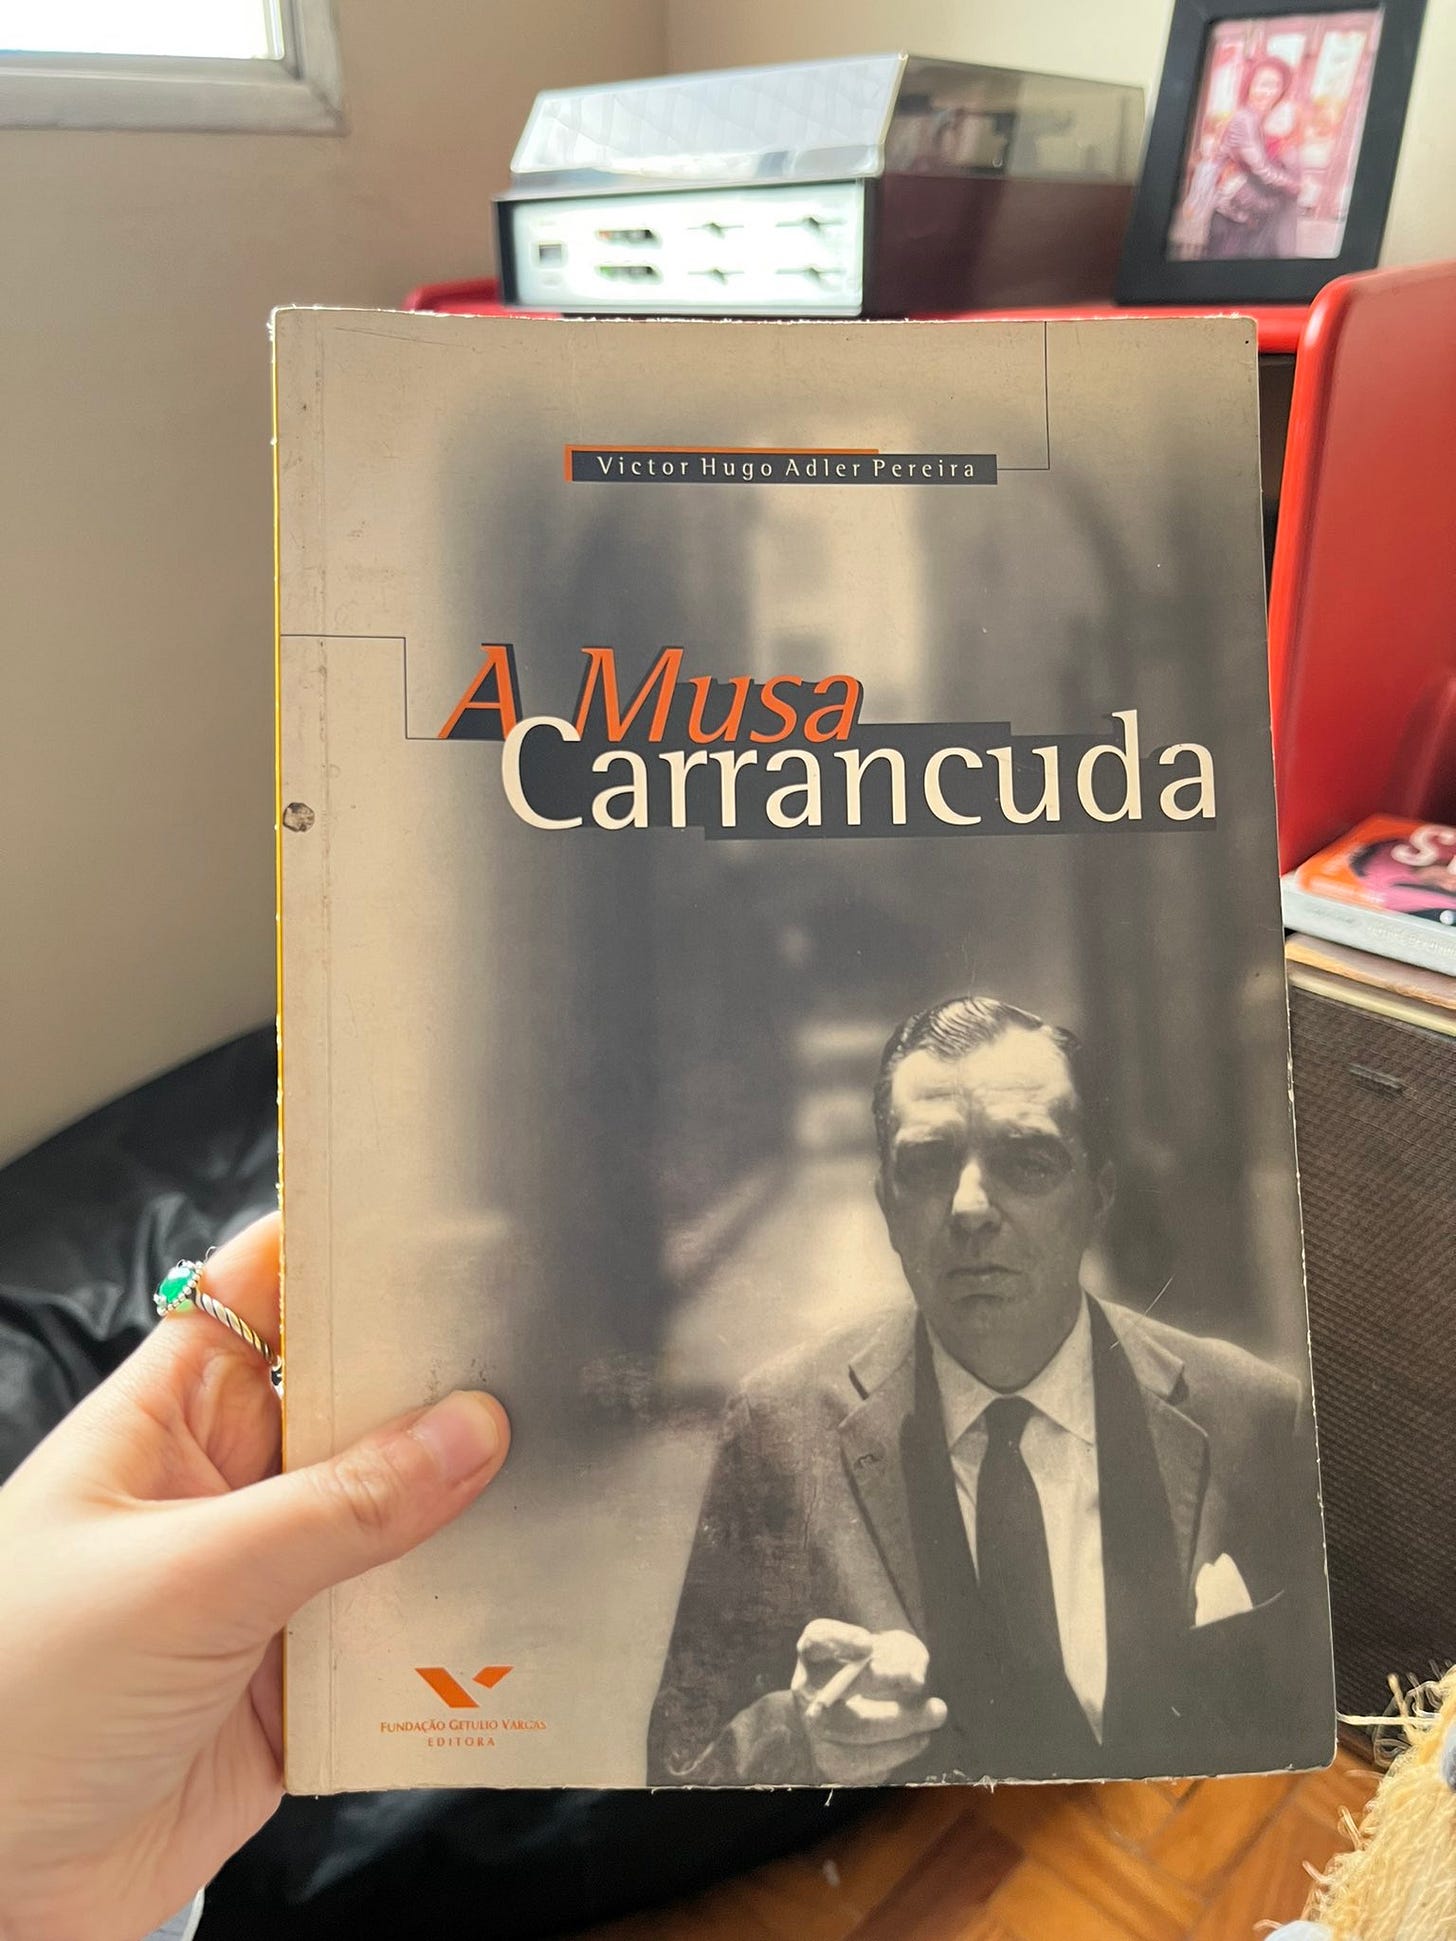 Victor Hugo Adler Pereira
A Musa
Carrancuda
FUNDAÇÃO GETULIO VARGAS
EDITORA